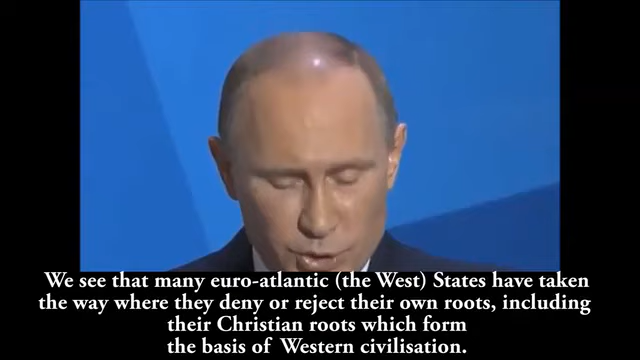 We see that many euro-atlantic (the West) States have taken
the way where they deny or reject their own roots, including
their Christian roots which form
the basis of Western civilisation.